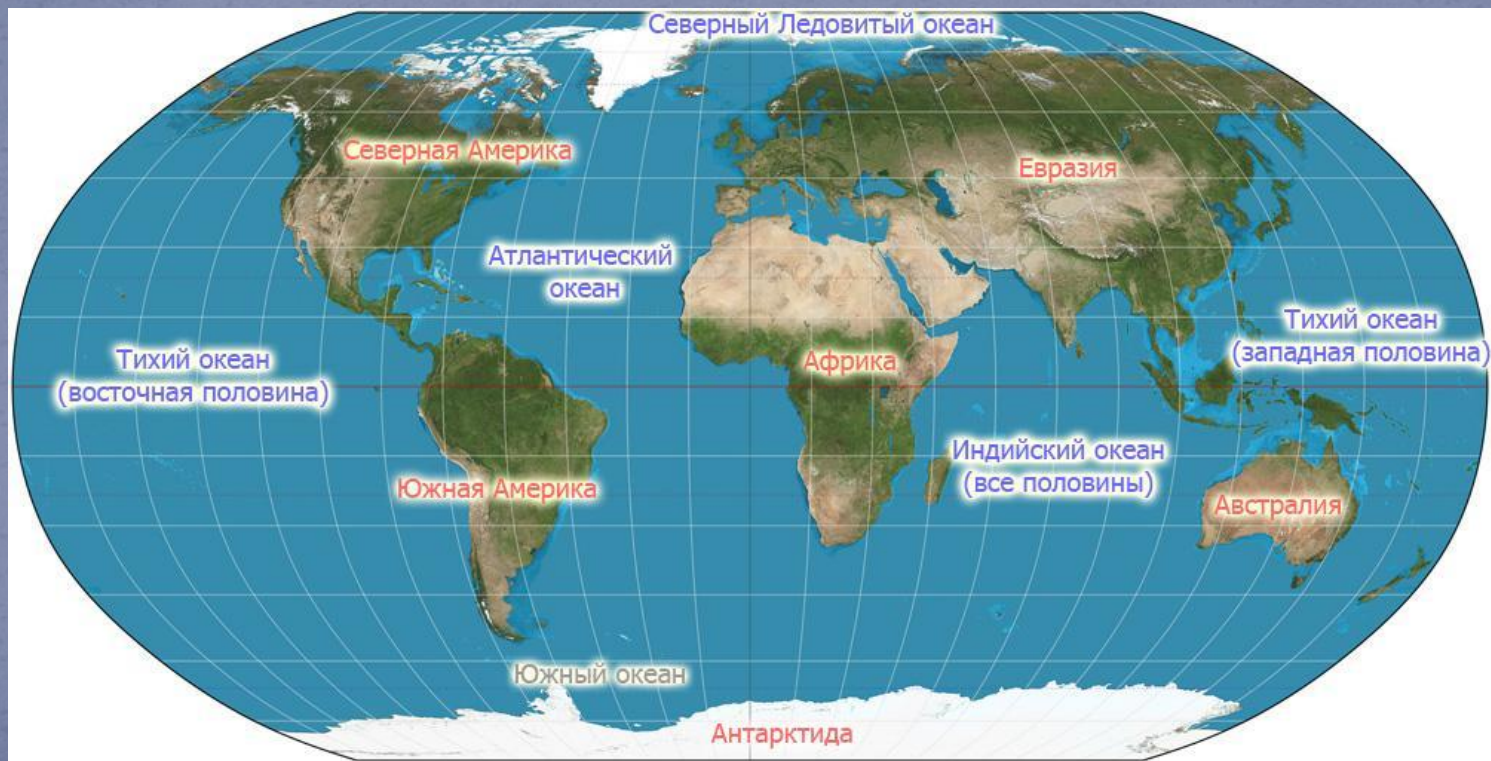 Северный Ледовитый океан
Северная Америка
Евразия
Атлантический
океан
Тихий океан
(западная половина)
Тихий океан
(восточная половина)
Африка
Индийский океан
(все половины)
Южная Америка
Австралия
Южный океан
Антарктида